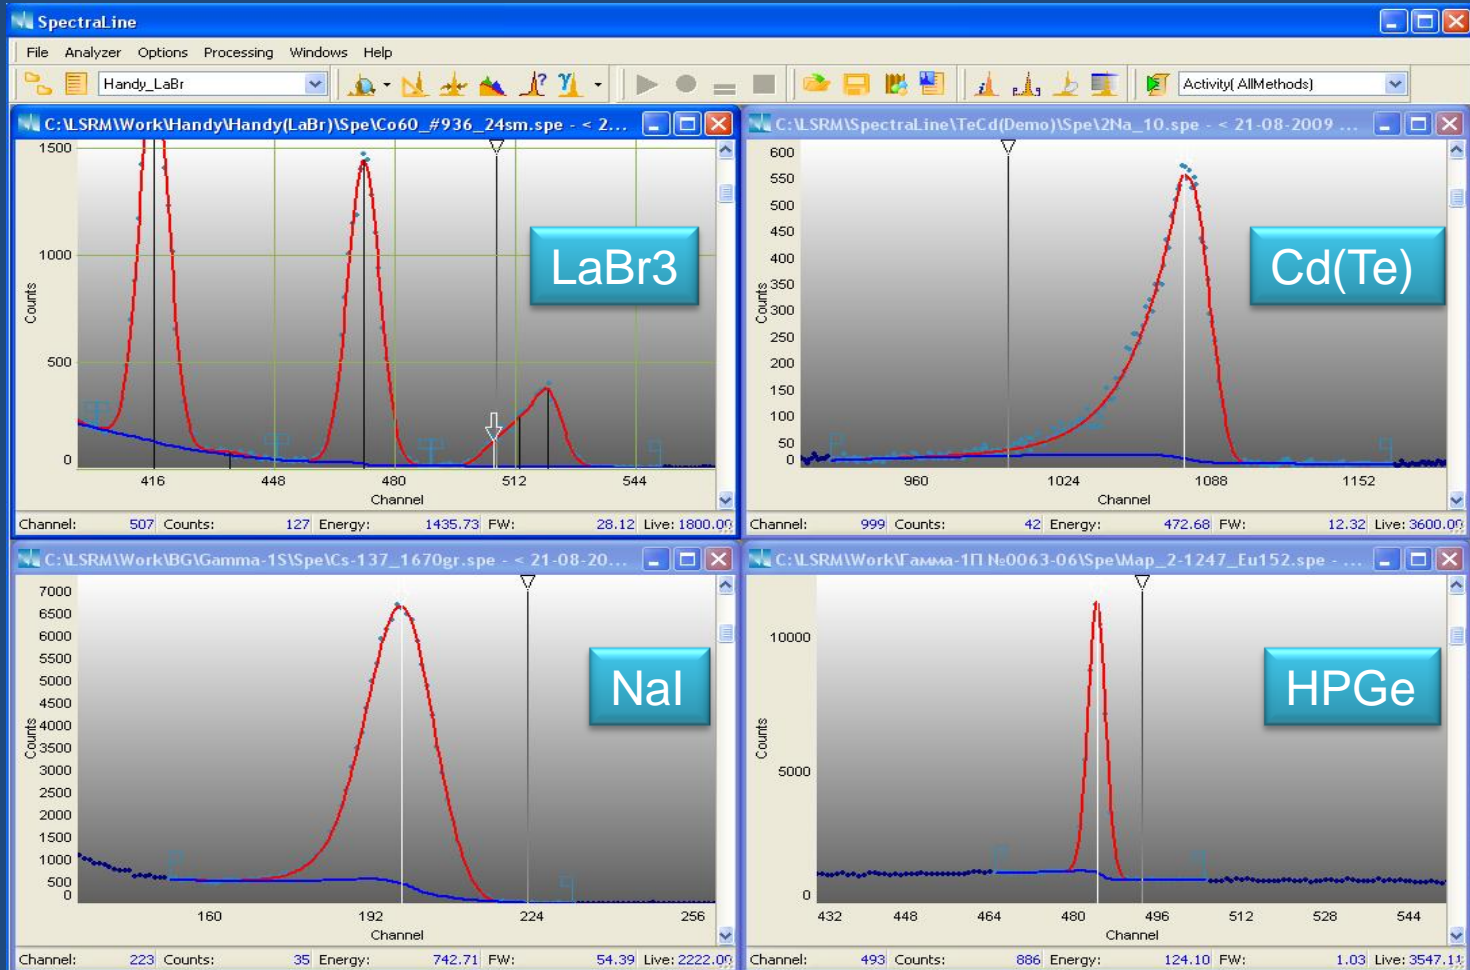 SpectraLine
File Analyzer Options Processing Windows Help
Handy_LaBr
Activity( AllMethods)
C:\LSRM\Work\Handy\Handy(LaBr)\Spe\Co60_#936_24sm.spe - < 2...
1500
1000
500
0
Counts
LaBr3
416 448 480 512 544
Channel
Channel: 507 Counts: 127 Energy: 1435.73 FW: 28.12 Live: 1800.00
C:\LSRM\SpectraLine\TeCd(Demo)\Spe\2Na_10.spe - < 21-08-2009 ...
600
550
500
450
400
350
300
250
200
150
100
50
0
Counts
Cd(Te)
960 1024 1088 1152
Channel
Channel: 999 Counts: 42 Energy: 472.68 FW: 12.32 Live: 3600.00
C:\LSRM\Work\BG\Gamma-1S\Spe\Cs-137_1670gr.spe - < 21-08-20...
7000
6500
6000
5500
5000
4500
4000
3500
3000
2500
2000
1500
1000
500
0
Counts
NaI
160 192 224 256
Channel
Channel: 223 Counts: 35 Energy: 742.71 FW: 54.39 Live: 2222.00
C:\LSRM\Work\Гамма-1П №0063-06\Spe\Мар_2-1247_Eu152.spe - ...
10000
5000
0
Counts
HPGe
432 448 464 480 496 512 528 544
Channel
Channel: 493 Counts: 886 Energy: 124.10 FW: 1.03 Live: 3547.11